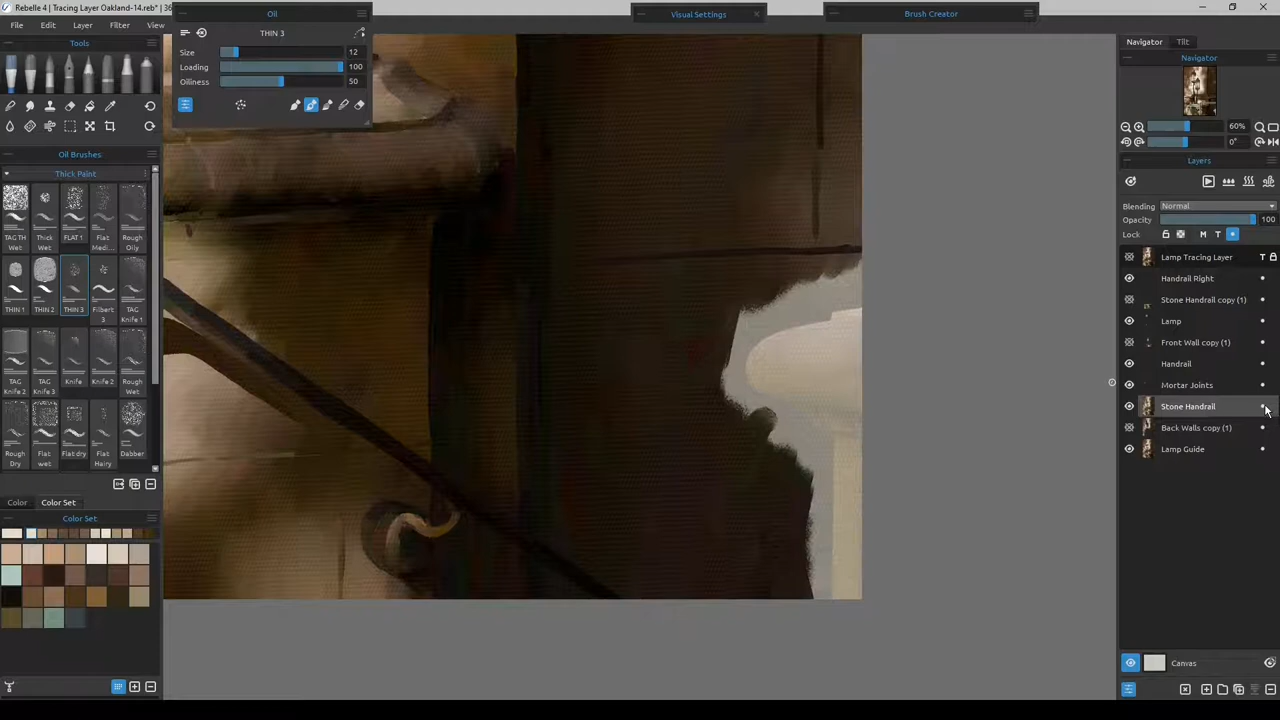 Rebelle 4 | Tracing Layer Oakland-14.reb* | 36
File Edit Layer Filter View
Tools
Oil
THIN 3
Size 12
Loading 100
Oiliness 50
Visual Settings
Brush Creator
Oil Brushes
Thick Paint
TAG TH Wet
Thick Wet
FLAT 1
Flat Medi...
Rough Oily
THIN 1
THIN 2
THIN 3
Filbert 3
TAG Knife 1
TAG Knife 2
TAG Knife 3
Knife
Knife 2
Rough Wet
Rough Dry
Flat wet
Flat dry
Flat Hairy
Dabber
Color Color Set
Color Set
Navigator Tilt
Navigator
60%
0°
Layers
Blending Normal
Opacity 100
Lock M T
Lamp Tracing Layer T
Handrail Right
Stone Handrail copy (1)
Lamp
Front Wall copy (1)
Handrail
Mortar Joints
Stone Handrail
Back Walls copy (1)
Lamp Guide
Canvas